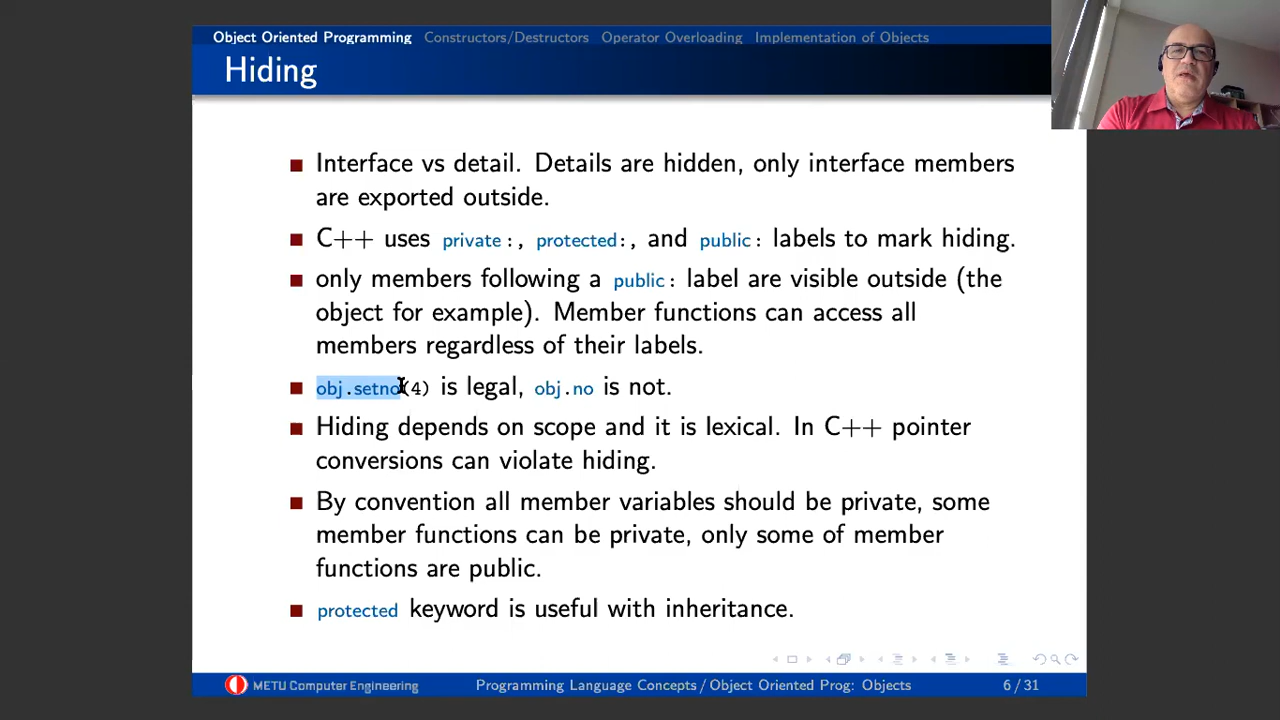 Object Oriented Programming Constructors/Destructors Operator Overloading Implementation of Objects
Hiding
Interface vs detail. Details are hidden, only interface members
are exported outside.
C++ uses private:, protected:, and public: labels to mark hiding.
only members following a public: label are visible outside (the
object for example). Member functions can access all
members regardless of their labels.
obj.setno(4) is legal, obj.no is not.
Hiding depends on scope and it is lexical. In C++ pointer
conversions can violate hiding.
By convention all member variables should be private, some
member functions can be private, only some of member
functions are public.
protected keyword is useful with inheritance.
METU Computer Engineering Programming Language Concepts/Object Oriented Prog: Objects 6/31